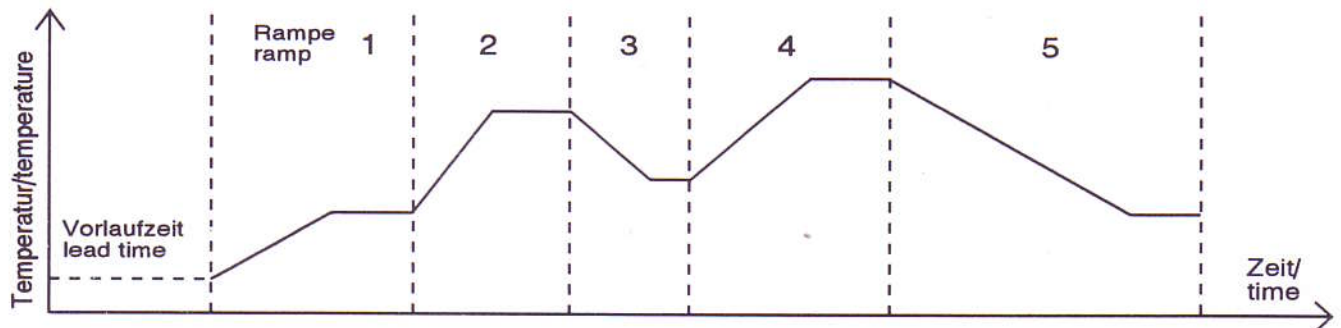 Temperatur/temperature
Rampe
ramp
1
2
3
4
5
Vorlaufzeit
lead time
Zeit/
time